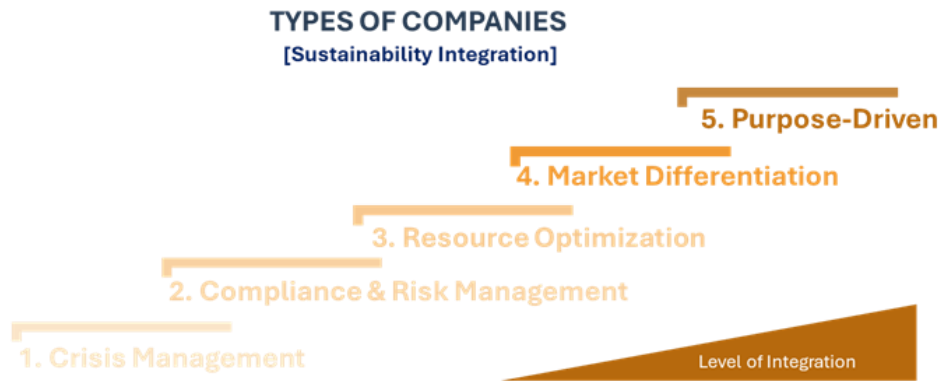 TYPES OF COMPANIES
[Sustainability Integration]
5. Purpose-Driven
4. Market Differentiation
3. Resource Optimization
2. Compliance & Risk Management
1. Crisis Management
Level of Integration